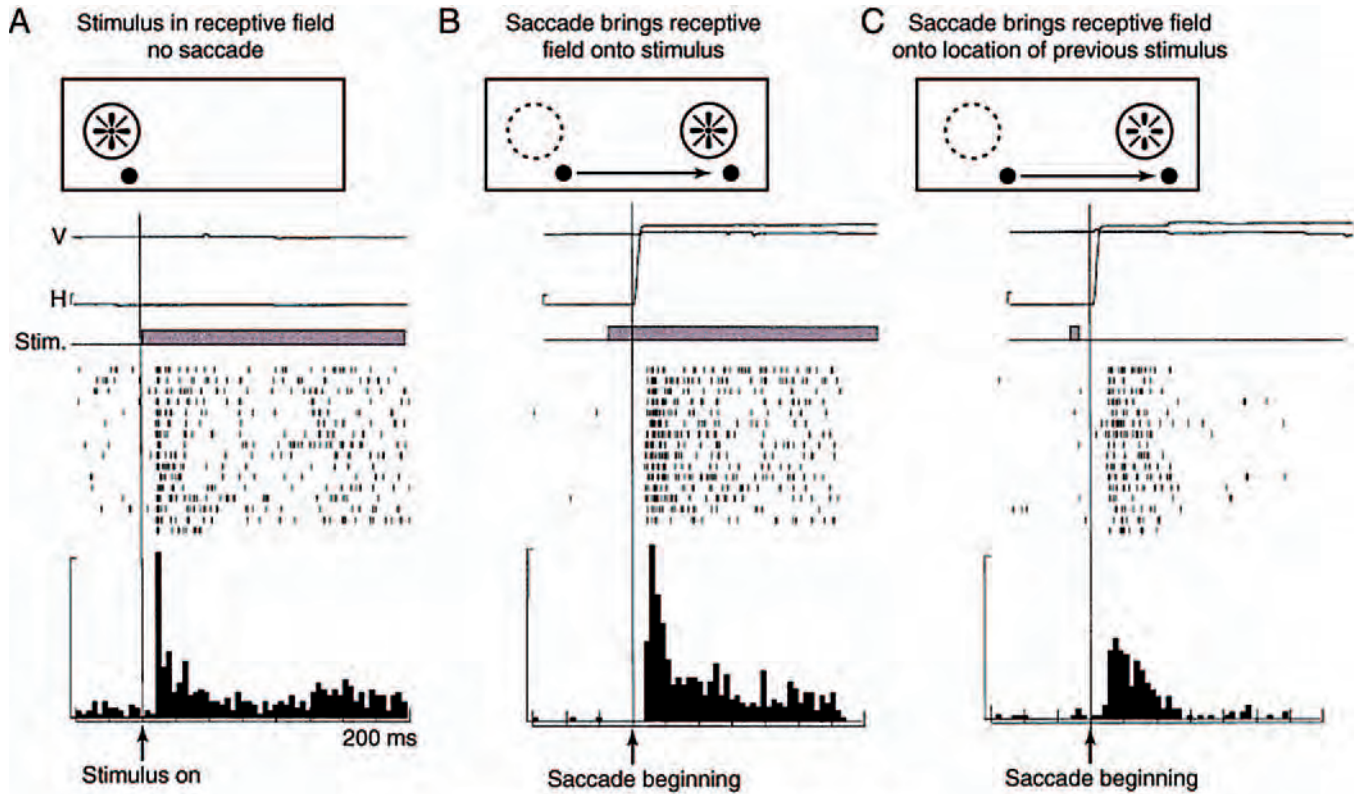 A
Stimulus in receptive field
no saccade
B
Saccade brings receptive
field onto stimulus
C
Saccade brings receptive field
onto location of previous stimulus
V
H
Stim.
200 ms
Stimulus on
Saccade beginning
Saccade beginning